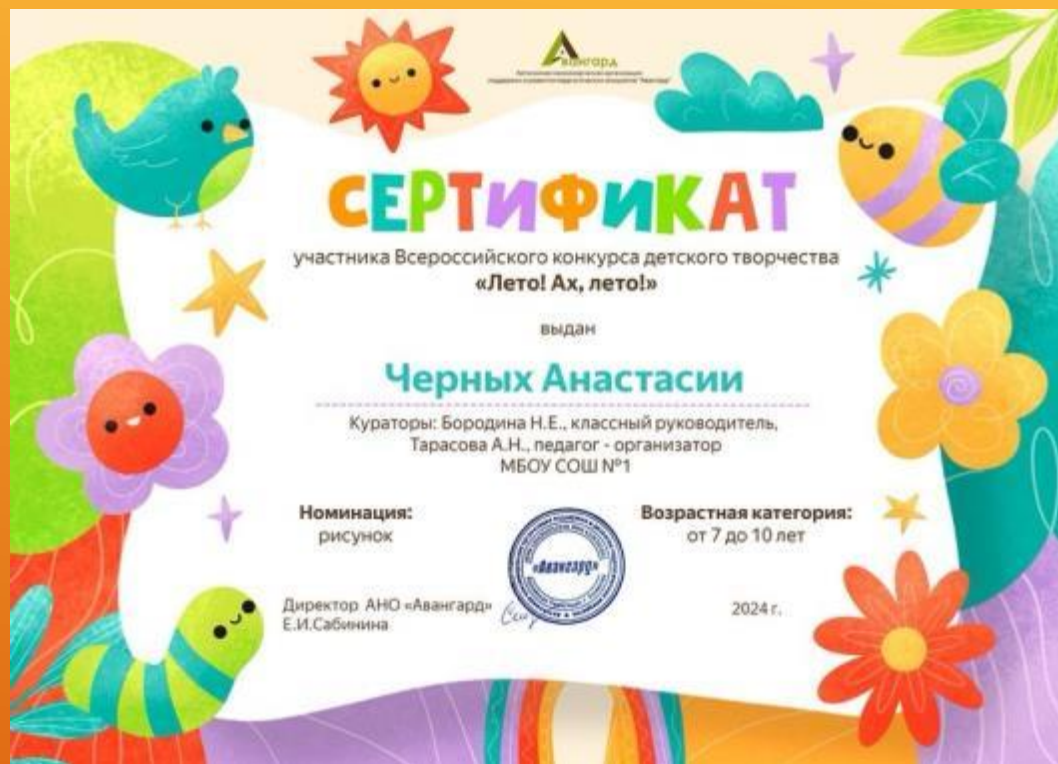 Авангард
СЕРТИФИКАТ
участника Всероссийского конкурса детского творчества
«Лето! Ах, лето!»
выдан
Черных Анастасии
Кураторы: Бородина Н.Е., классный руководитель,
Тарасова А.Н., педагог - организатор
МБОУ СОШ №1
Номинация:
рисунок
Возрастная категория:
от 7 до 10 лет
«Авангард»
Директор АНО «Авангард»
Е.И.Сабинина
2024 г.